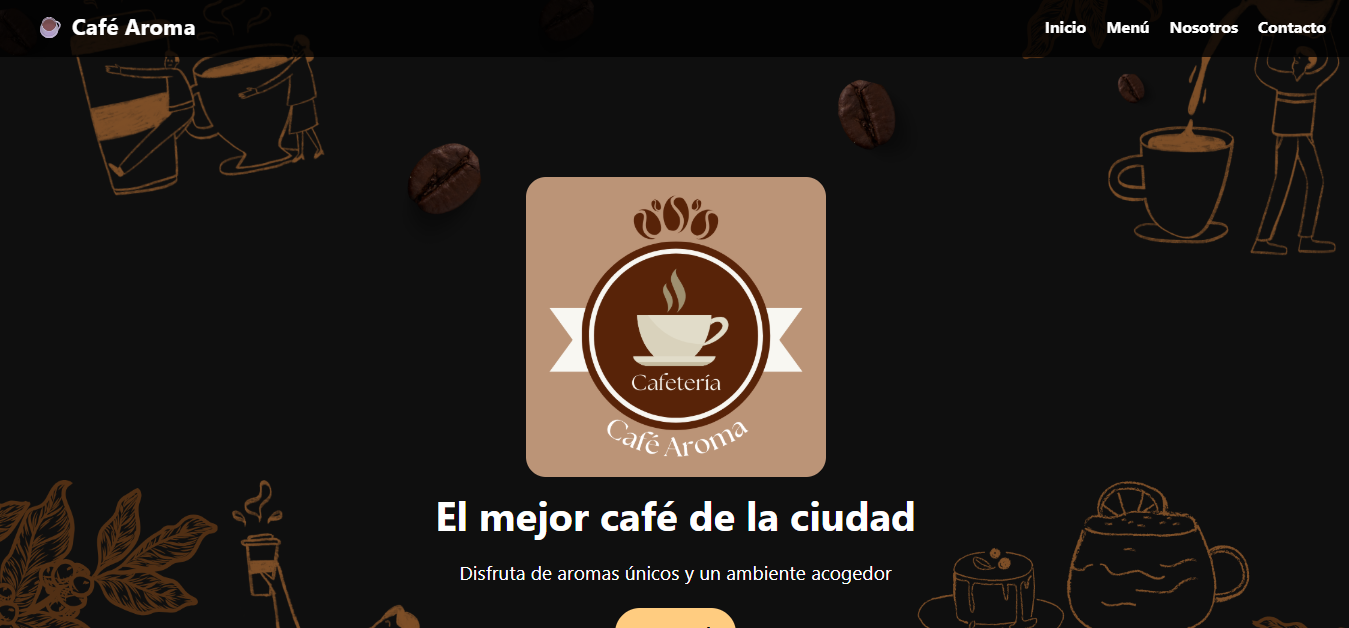 Café Aroma
Inicio Menú Nosotros Contacto
Cafetería
Café Aroma
El mejor café de la ciudad
Disfruta de aromas únicos y un ambiente acogedor